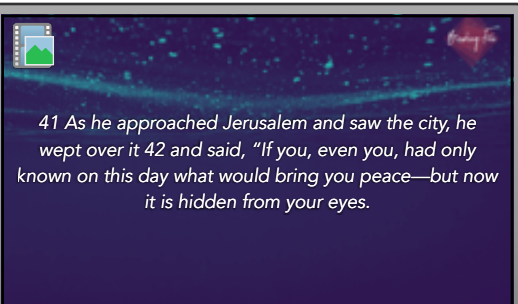 41 As he approached Jerusalem and saw the city, he
wept over it 42 and said, “If you, even you, had only
known on this day what would bring you peace—but now
it is hidden from your eyes.